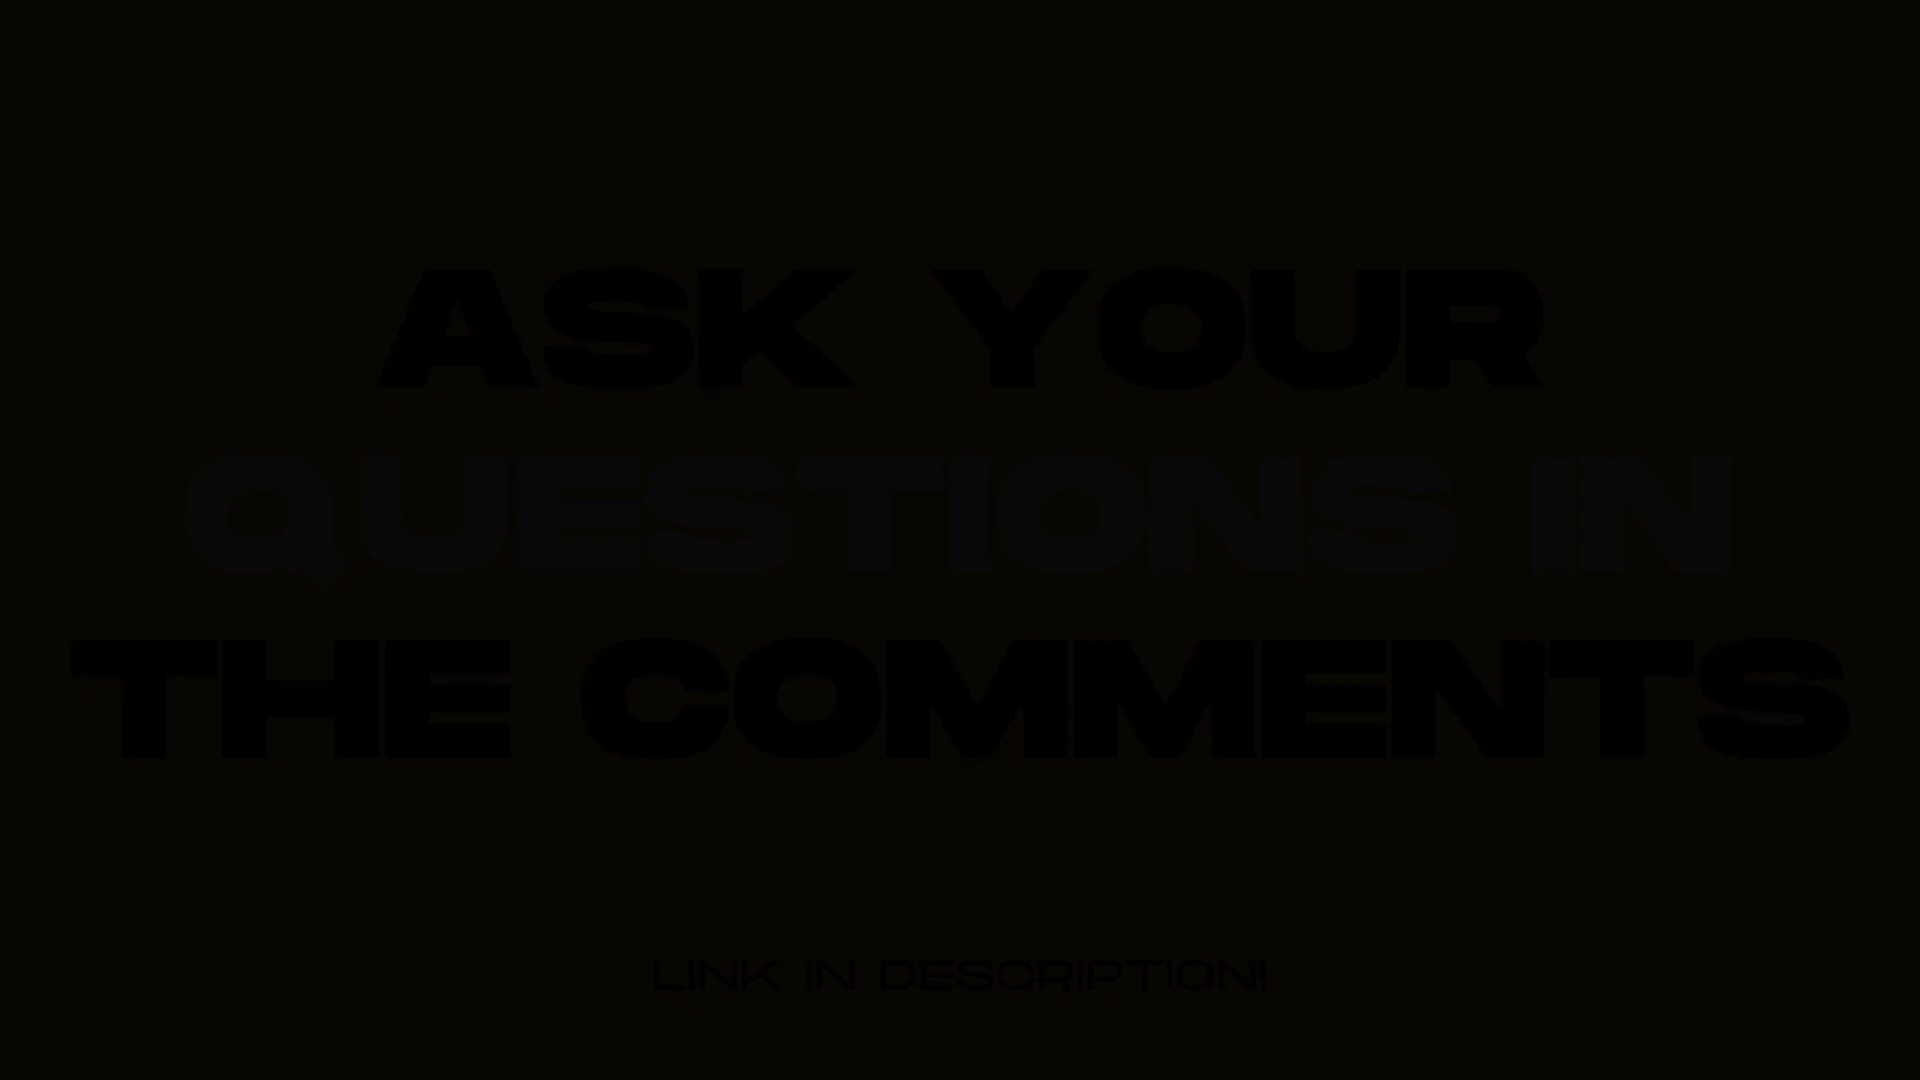 ASK YOUR
QUESTIONS IN
THE COMMENTS
LINK IN DESCRIPTION!